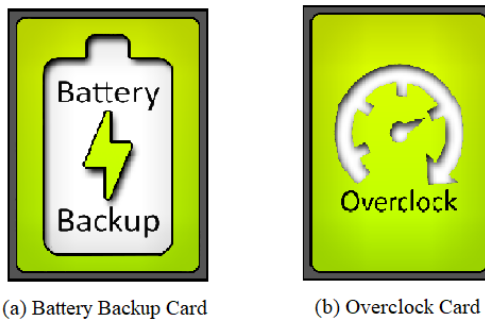 Battery
Backup
Overclock
(a) Battery Backup Card
(b) Overclock Card